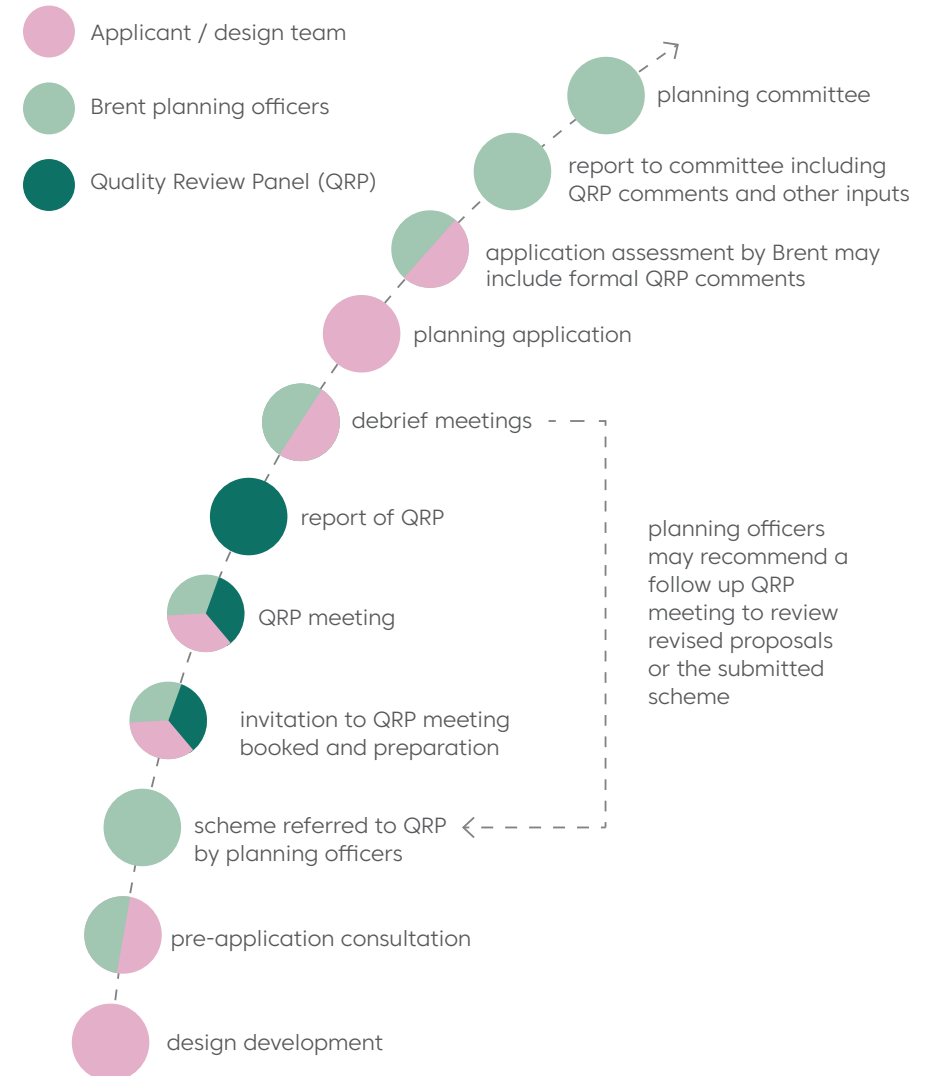 Applicant / design team
Brent planning officers
Quality Review Panel (QRP)
planning committee
report to committee including
QRP comments and other inputs
application assessment by Brent may
include formal QRP comments
planning application
debrief meetings
report of QRP
planning officers
may recommend a
follow up QRP
meeting to review
revised proposals
or the submitted
scheme
QRP meeting
invitation to QRP meeting
booked and preparation
scheme referred to QRP
by planning officers
pre-application consultation
design development